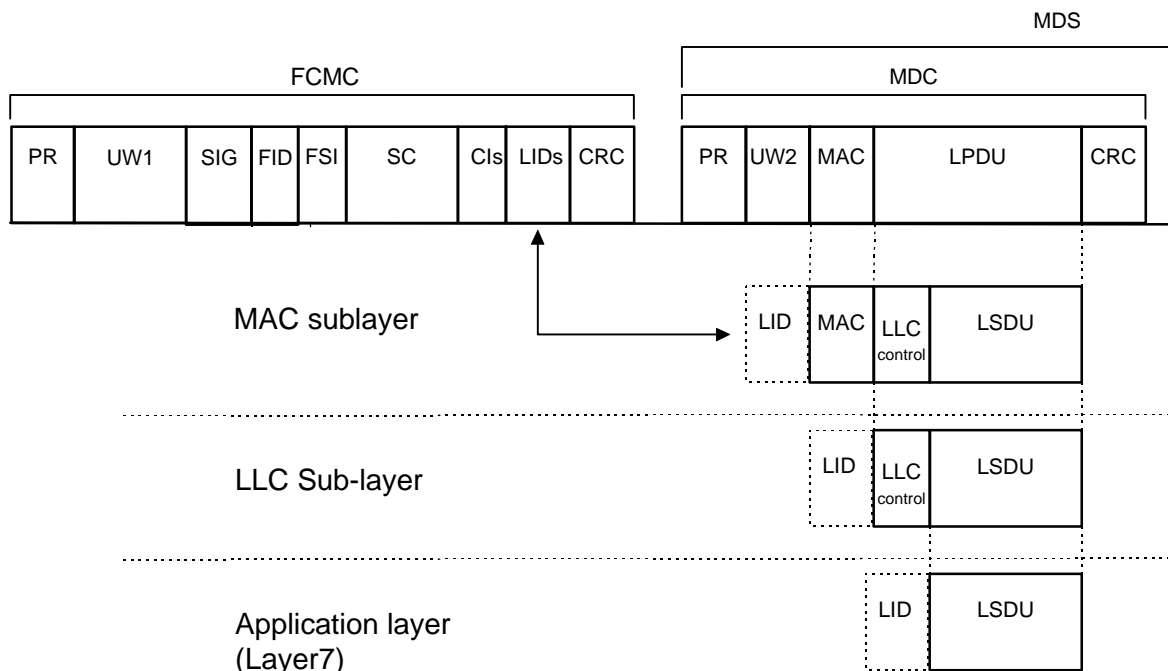 MDS
FCMC MDC
PR UW1 SIG FID FSI SC CIs LIDs CRC PR UW2 MAC LPDU CRC
MAC sublayer LID MAC LLC control LSDU
LLC Sub-layer LID LLC control LSDU
Application layer (Layer7) LID LSDU